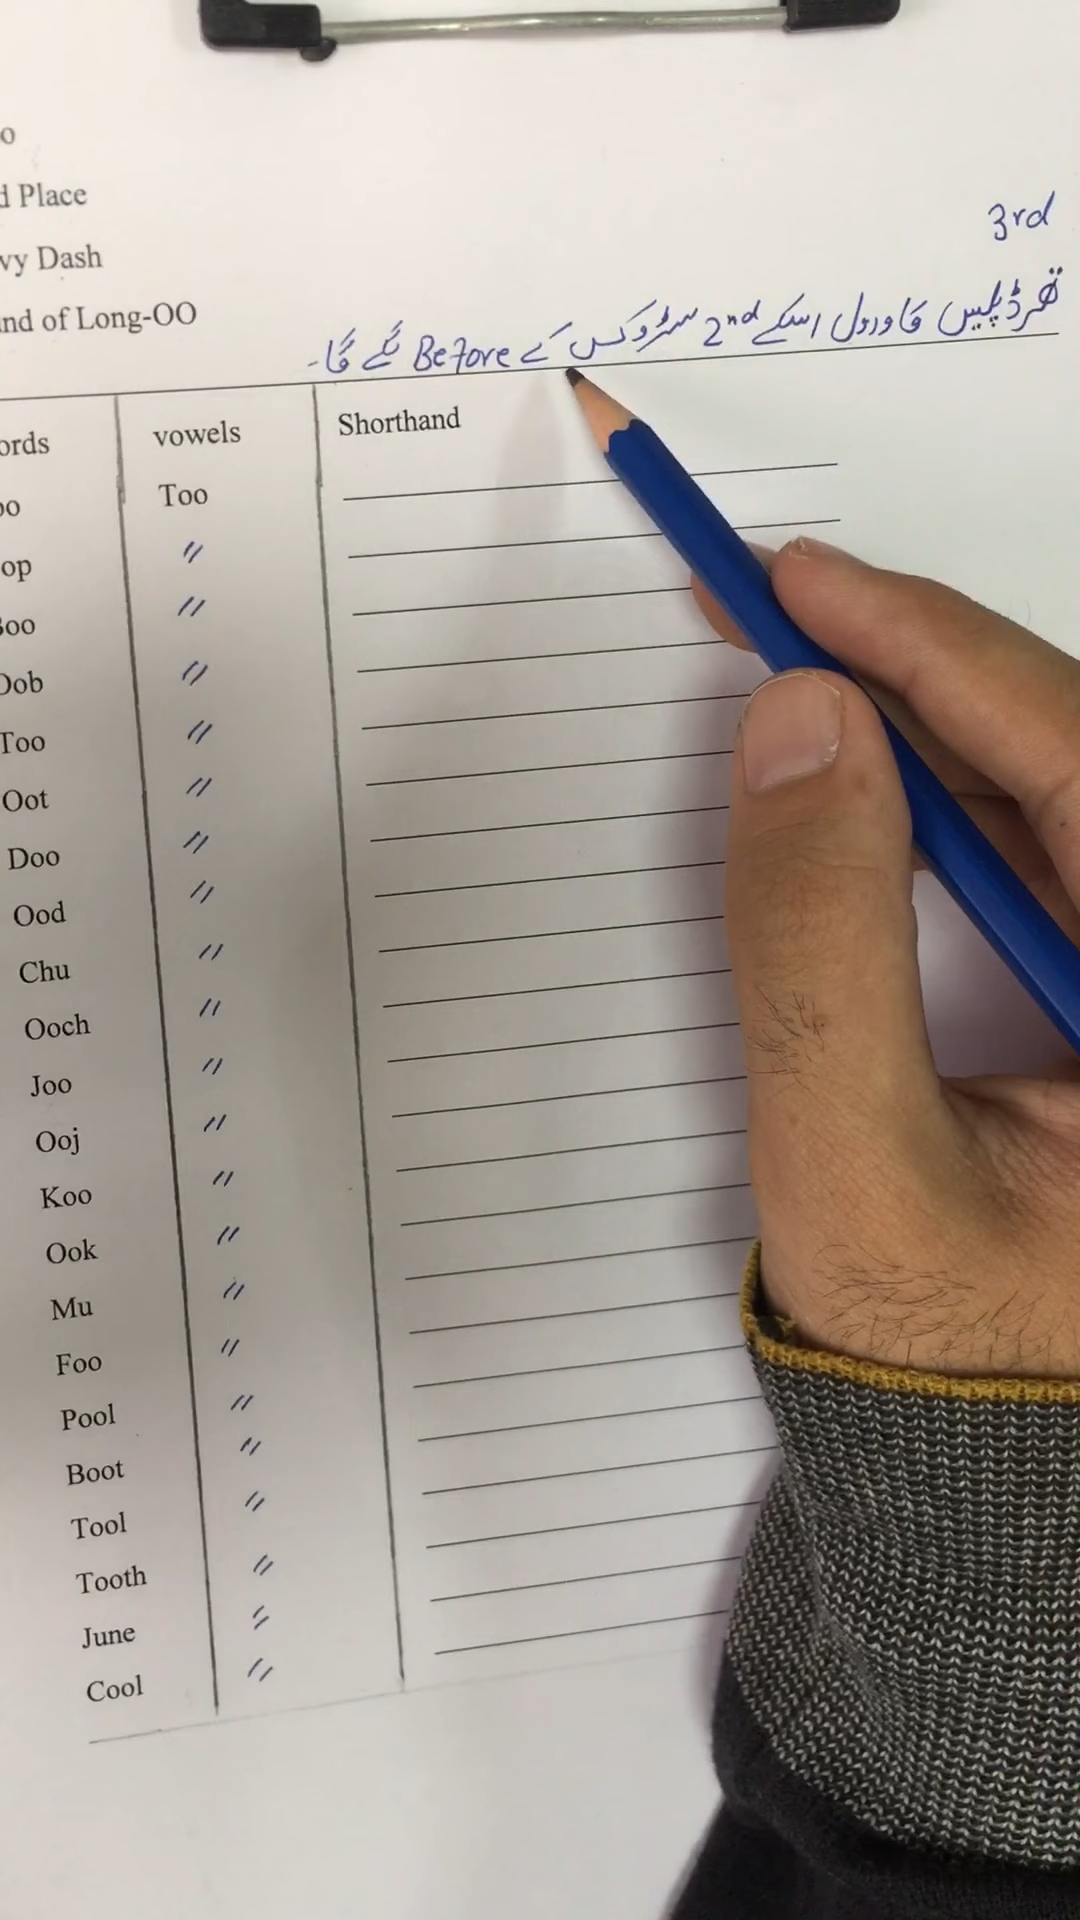 o
d Place
vy Dash
nd of Long-OO
3rd
تھرڈ پلیس کا وورول اسکے 2nd سٹروکس کے Before لگے گا۔
ords vowels Shorthand
oo Too
op "
Boo "
Oob "
Too "
Oot "
Doo "
Ood "
Chu "
Ooch "
Joo "
Ooj "
Koo "
Ook "
Mu "
Foo "
Pool "
Boot "
Tool "
Tooth "
June "
Cool "